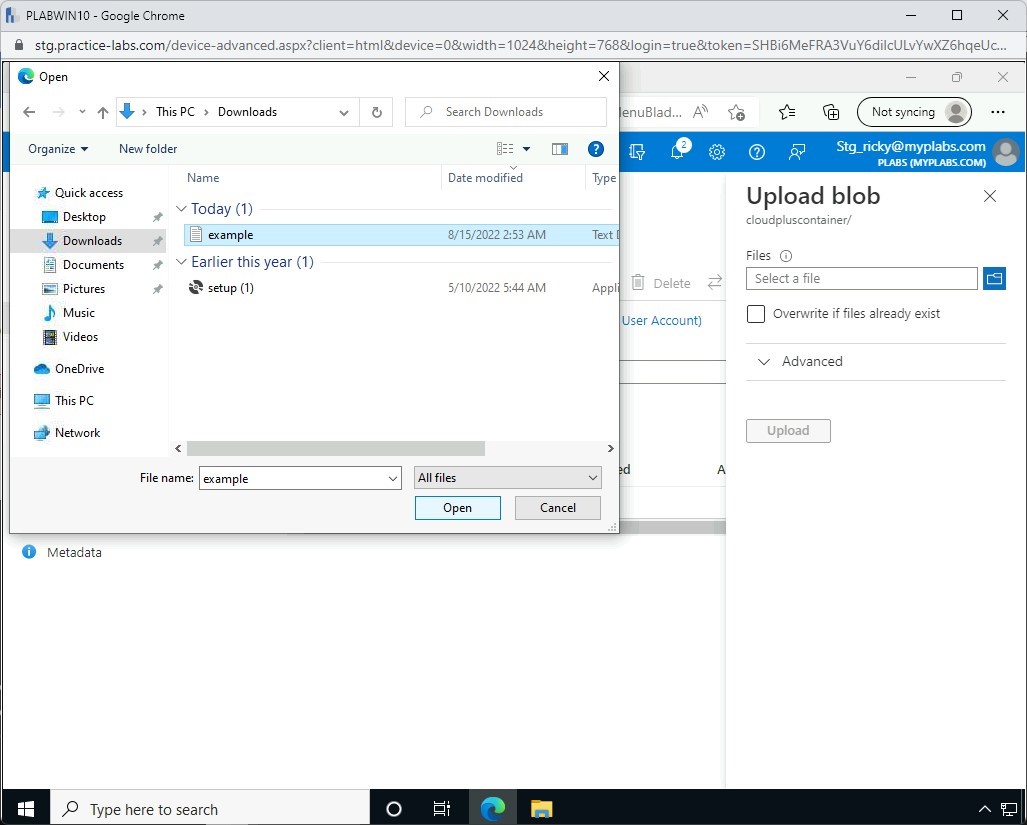 PLABWIN10 - Google Chrome
stg.practice-labs.com/device-advanced.aspx?client=html&device=0&width=1024&height=768&login=true&token=SHBi6MeFRA3VuY6dilcULvYwXZ6hqeUc...
Open
This PC > Downloads
Search Downloads
lenuBlad...
Not syncing
Organize
New folder
2
Stg_ricky@myplabs.com
PLABS (MYPLABS.COM)
Name
Date modified
Type
Quick access
Desktop
Downloads
Documents
Pictures
Music
Videos
OneDrive
This PC
Network
Today (1)
example 8/15/2022 2:53 AM Text D
Earlier this year (1)
setup (1) 5/10/2022 5:44 AM Appli
File name: example
All files
Open
Cancel
Delete
User Account)
ed
A
Metadata
Upload blob
cloudpluscontainer/
Files
Select a file
Overwrite if files already exist
Advanced
Upload
Type here to search